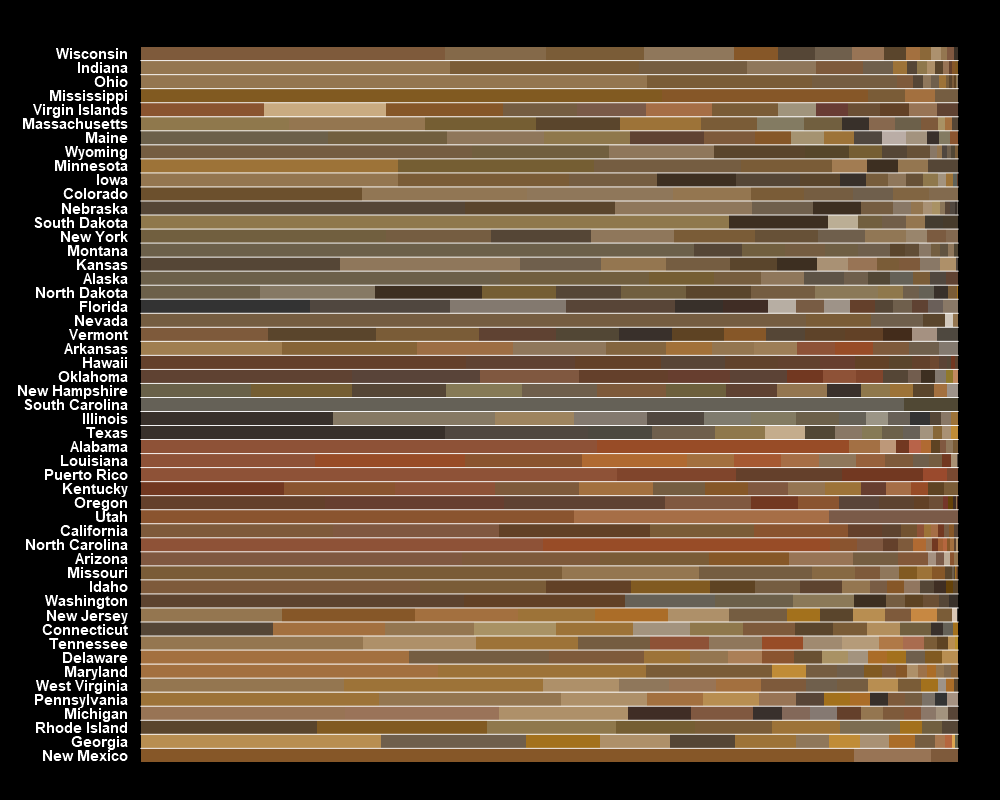 Wisconsin
Indiana
Ohio
Mississippi
Virgin Islands
Massachusetts
Maine
Wyoming
Minnesota
Iowa
Colorado
Nebraska
South Dakota
New York
Montana
Kansas
Alaska
North Dakota
Florida
Nevada
Vermont
Arkansas
Hawaii
Oklahoma
New Hampshire
South Carolina
Illinois
Texas
Alabama
Louisiana
Puerto Rico
Kentucky
Oregon
Utah
California
North Carolina
Arizona
Missouri
Idaho
Washington
New Jersey
Connecticut
Tennessee
Delaware
Maryland
West Virginia
Pennsylvania
Michigan
Rhode Island
Georgia
New Mexico